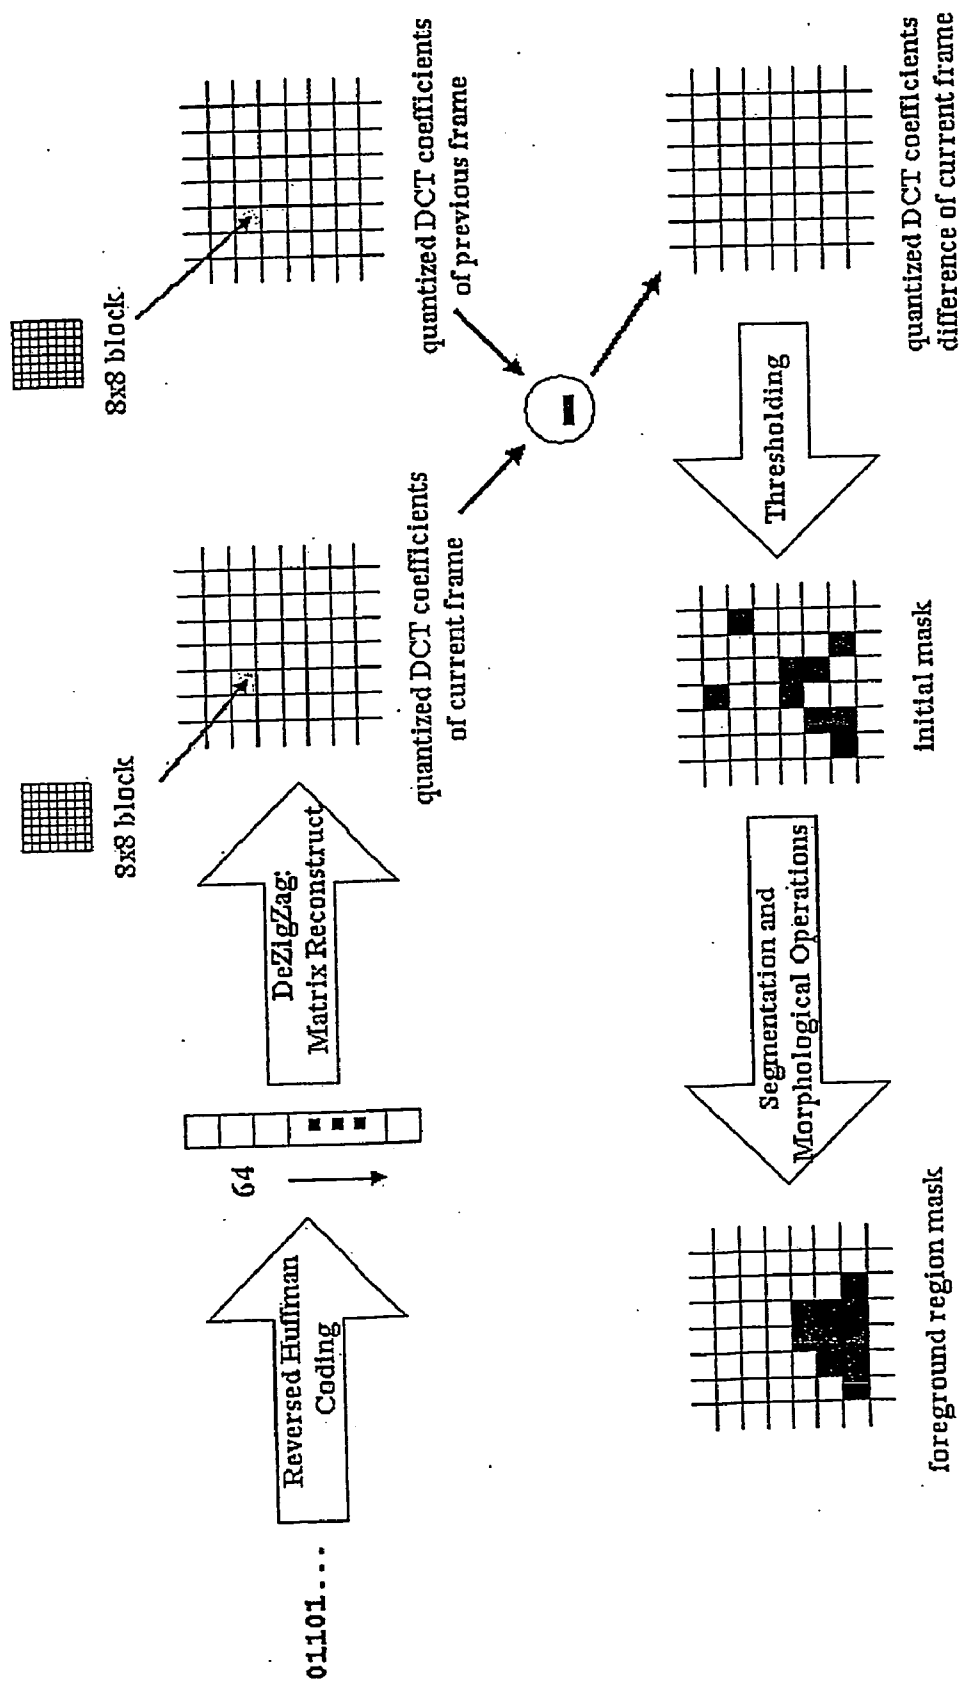 01101...
Reversed Huffman
Coding
64
DeZigZag:
Matrix Reconstruct
8x8 block
quantized DCT coefficients
of current frame
8x8 block
quantized DCT coefficients
of previous frame
-
quantized DCT coefficients
difference of current frame
Thresholding
initial mask
Segmentation and
Morphological Operations
foreground region mask